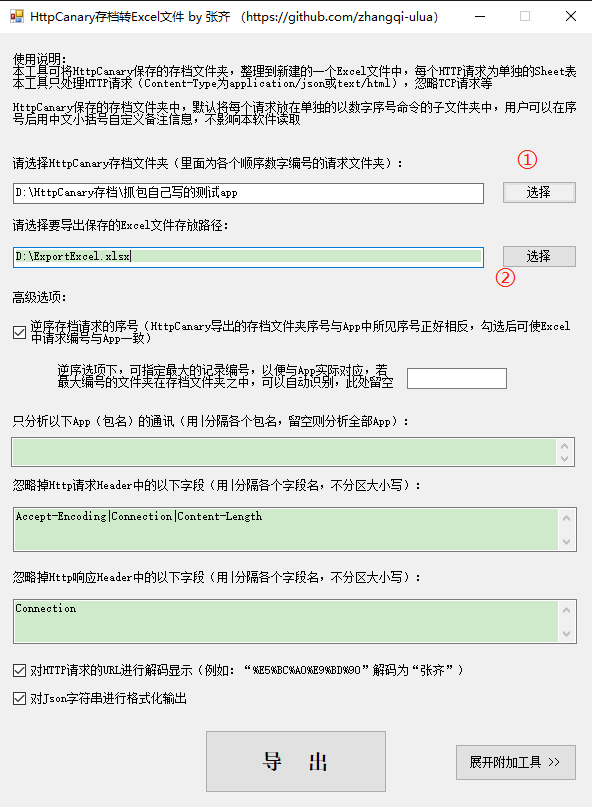 HttpCanary存档转Excel文件 by 张齐 （https://github.com/zhangqi-ulua）
使用说明：
本工具可将HttpCanary保存的存档文件夹，整理到新建的一个Excel文件中，每个HTTP请求为单独的Sheet表
本工具只处理HTTP请求（Content-Type为application/json或text/html），忽略TCP请求等
HttpCanary保存的存档文件夹中，默认将每个请求放在单独的以数字序号命令的子文件夹中，用户可以在序
号后用中文小括号自定义备注信息，不影响本软件读取
请选择HttpCanary存档文件夹（里面为各个顺序数字编号的请求文件夹）：
①
D:\HttpCanary存档\抓包自己写的测试app
选择
请选择要导出保存的Excel文件存放路径：
D:\ExportExcel.xlsx
选择
②
高级选项：
逆序存档请求的序号（HttpCanary导出的存档文件夹序号与App中所见序号正好相反，勾选后可使Excel
中请求编号与App一致）
逆序选项下，可指定最大的记录编号，以便与App实际对应，若
最大编号的文件夹在存档文件夹之中，可以自动识别，此处留空
只分析以下App（包名）的通讯（用|分隔各个包名，留空则分析全部App）：
忽略掉Http请求Header中的以下字段（用|分隔各个字段名，不分区大小写）：
Accept-Encoding|Connection|Content-Length
忽略掉Http响应Header中的以下字段（用|分隔各个字段名，不分区大小写）：
Connection
对HTTP请求的URL进行解码显示（例如：“%E5%BC%A0%E9%BD%90”解码为“张齐”）
对Json字符串进行格式化输出
导 出
展开附加工具 >>